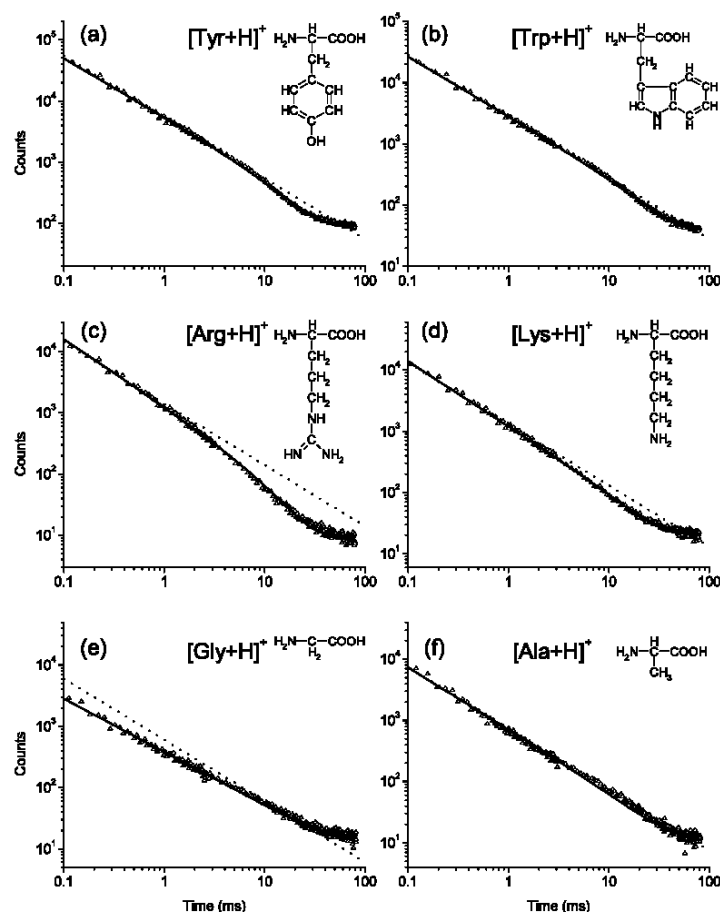 (a) [Tyr+H]⁺
H₂N—C—COOH
H
CH₂
C
HC CH
HC CH
C
OH
Counts
10⁵
10⁴
10³
10²
0.1 1 10 100
(b) [Trp+H]⁺
H
H₂N—C—COOH
CH₂
H
C C C CH
HC C CH
N C
H H
10⁵
10⁴
10³
10²
10¹
0.1 1 10 100
(c) [Arg+H]⁺
H
H₂N—C—COOH
CH₂
CH₂
CH₂
NH
C
HN NH₂
Counts
10⁴
10³
10²
10¹
0.1 1 10 100
(d) [Lys+H]⁺
H
H₂N—C—COOH
CH₂
CH₂
CH₂
CH₂
NH₂
10⁴
10³
10²
10¹
0.1 1 10 100
(e) [Gly+H]⁺
H₂N—C—COOH
H₂
Counts
10⁴
10³
10²
10¹
0.1 1 10 100
Time (ms)
(f) [Ala+H]⁺
H
H₂N—C—COOH
CH₃
10⁴
10³
10²
10¹
0.1 1 10 100
Time (ms)